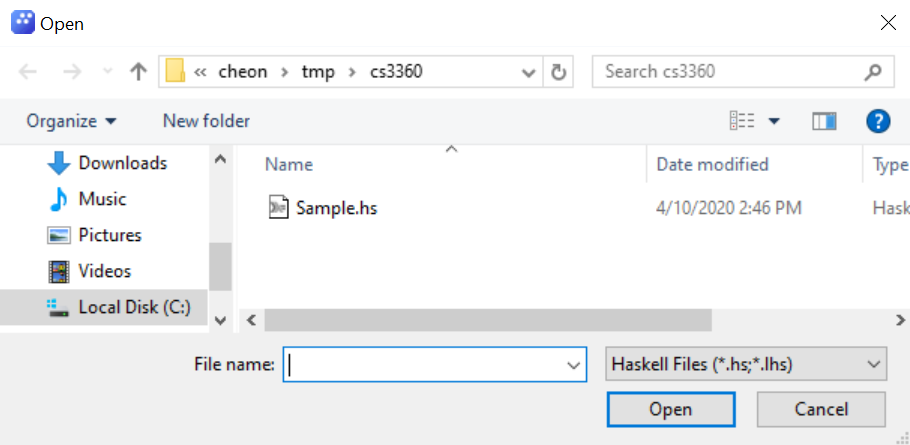 Open
« cheon › tmp › cs3360
Search cs3360
Organize
New folder
Name
Date modified
Type
Downloads
Music
Pictures
Videos
Local Disk (C:)
Sample.hs
4/10/2020 2:46 PM
Hask
File name:
Haskell Files (*.hs;*.lhs)
Open
Cancel